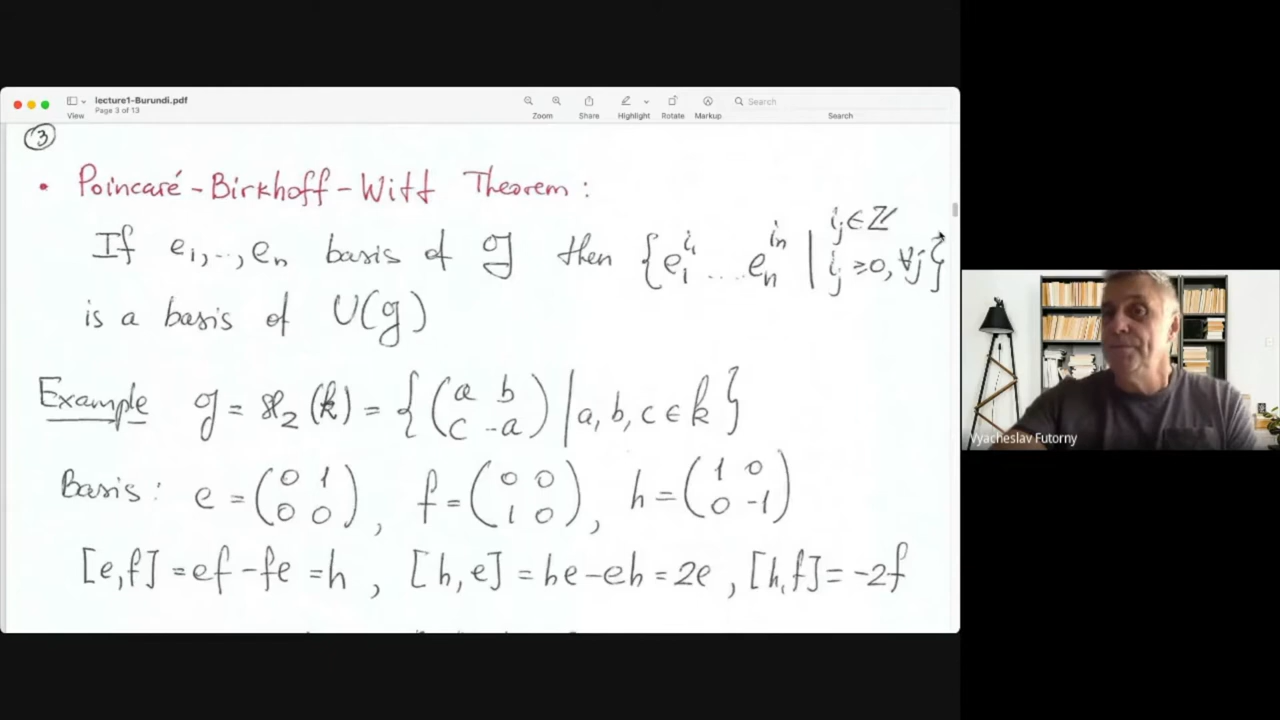 lecture1-Burundi.pdf
Page 3 of 13
View
Zoom
Share
Highlight
Rotate
Markup
Search
Search
3
• Poincaré-Birkhoff-Witt Theorem:
If e₁,..,eₙ basis of g then {e₁^{i₁} ... eₙ^{iₙ} | i_j ∈ ℤ, i_j ≥ 0, ∀j}
is a basis of U(g)
Example g = sl₂(k) = { (a b; c -a) | a, b, c ∈ k }
Basis: e = (0 1; 0 0), f = (0 0; 1 0), h = (1 0; 0 -1)
[e,f] = ef - fe = h, [h,e] = he - eh = 2e, [h,f] = -2f
Vyacheslav Futorny